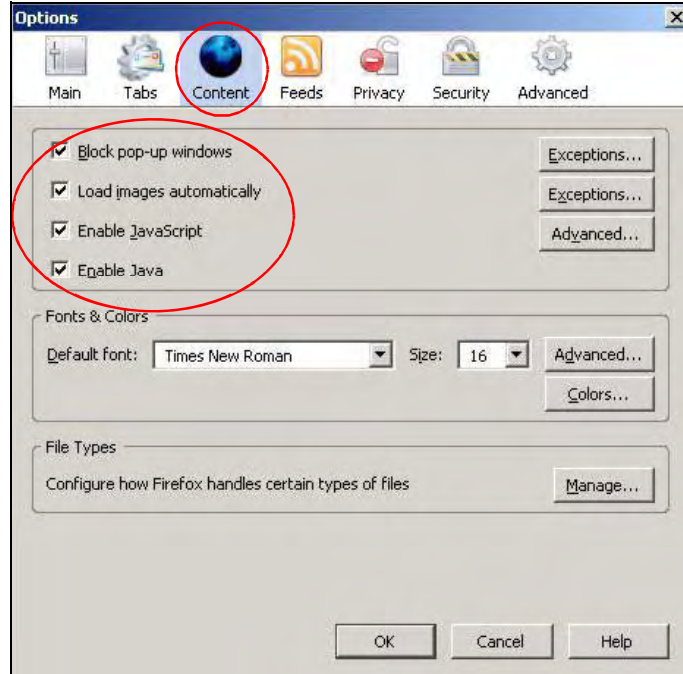 Options
Main Tabs Content Feeds Privacy Security Advanced
Block pop-up windows Exceptions...
Load images automatically Exceptions...
Enable JavaScript Advanced...
Enable Java
Fonts & Colors
Default font: Times New Roman Size: 16 Advanced...
Colors...
File Types
Configure how Firefox handles certain types of files Manage...
OK Cancel Help